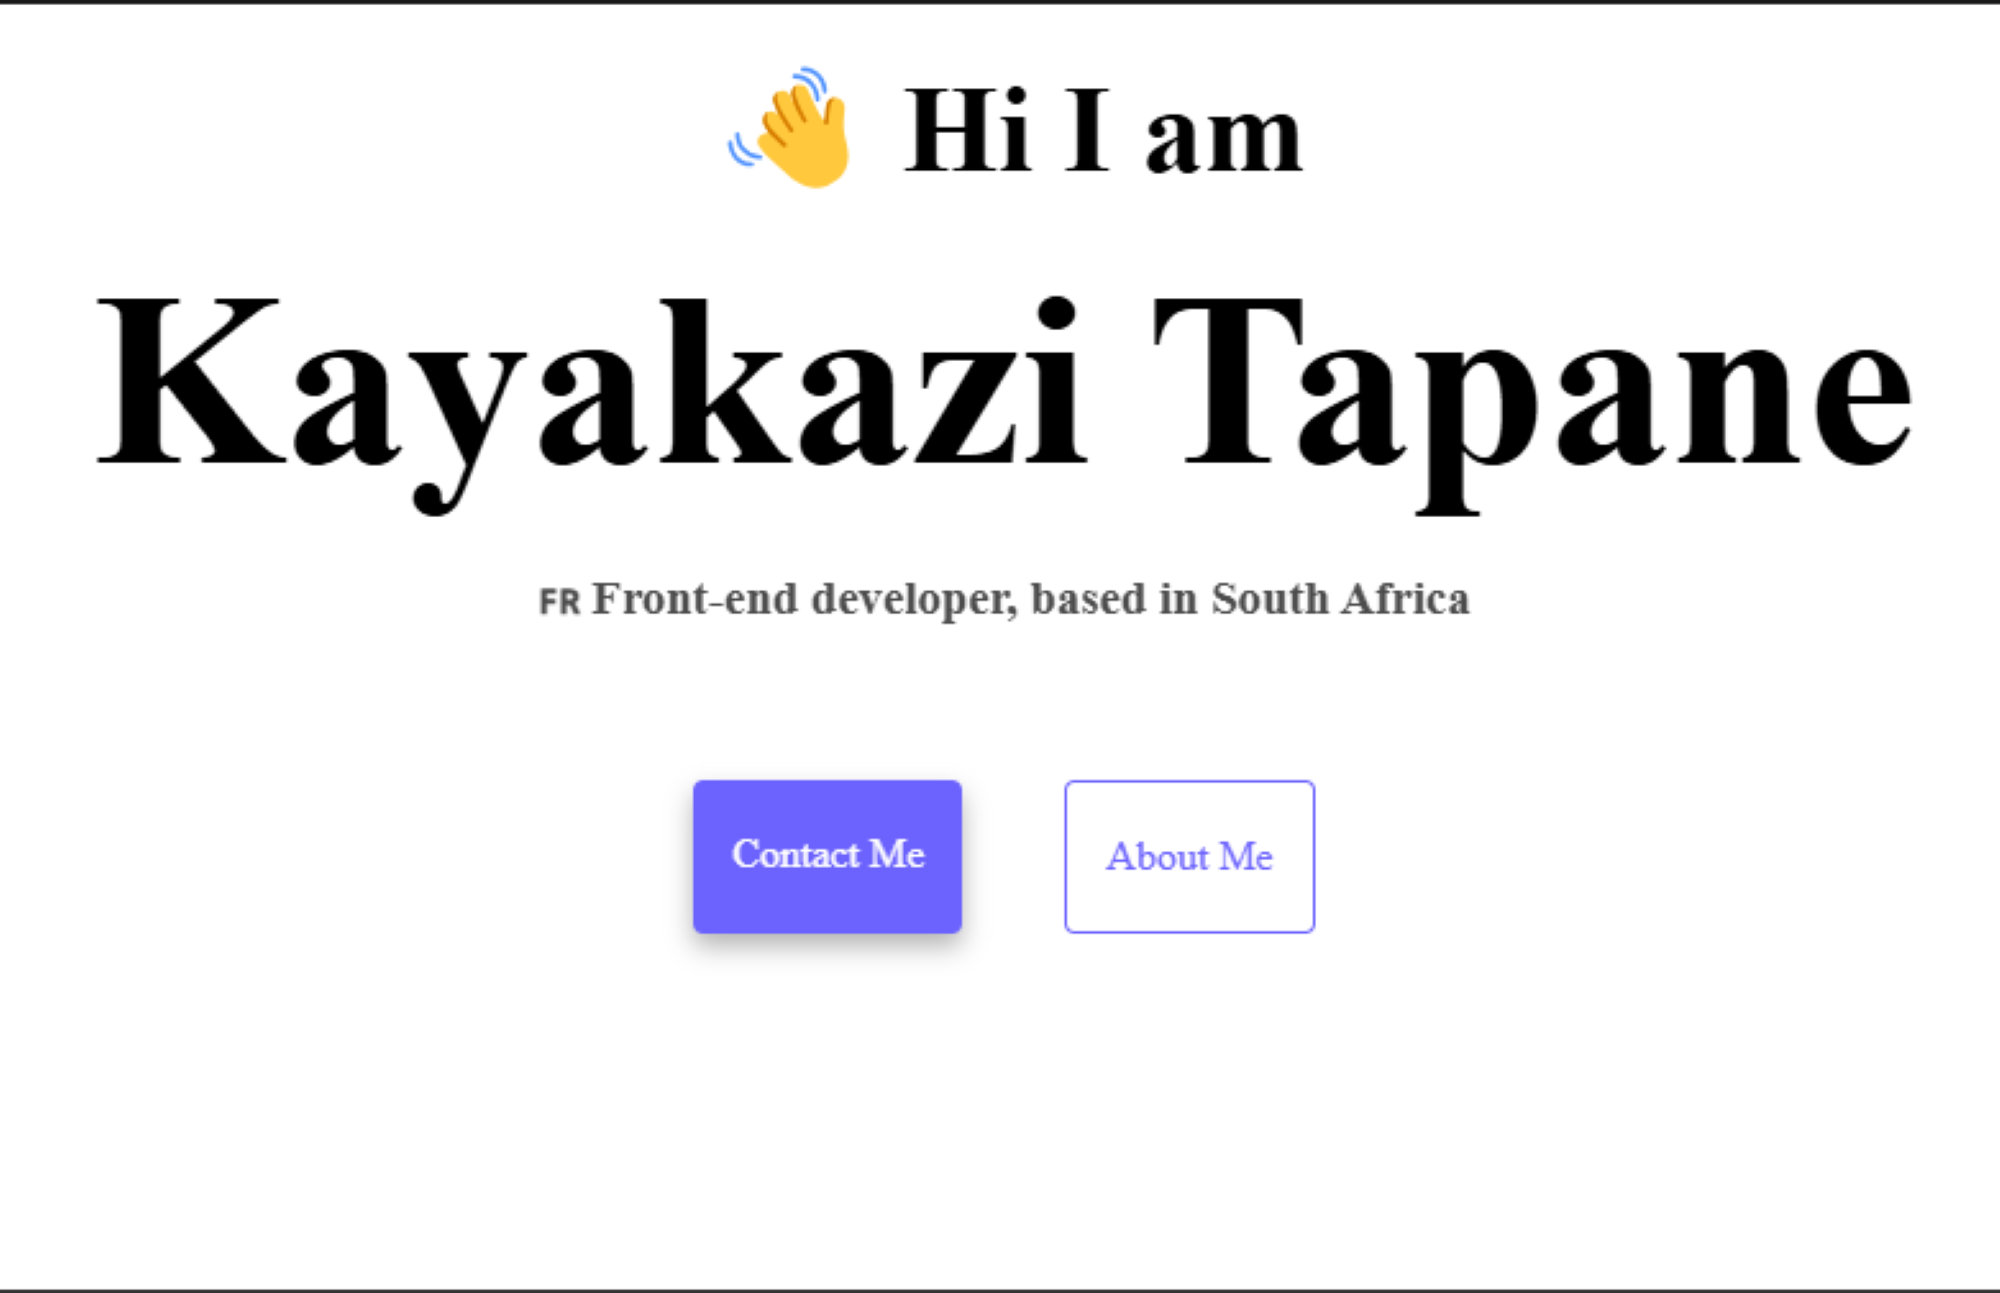 👋 Hi I am
Kayakazi Tapane
FR Front-end developer, based in South Africa
Contact Me
About Me